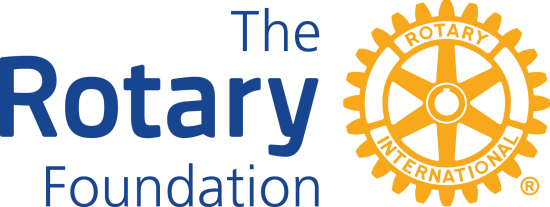 The
Rotary
Foundation
ROTARY
INTERNATIONAL
®